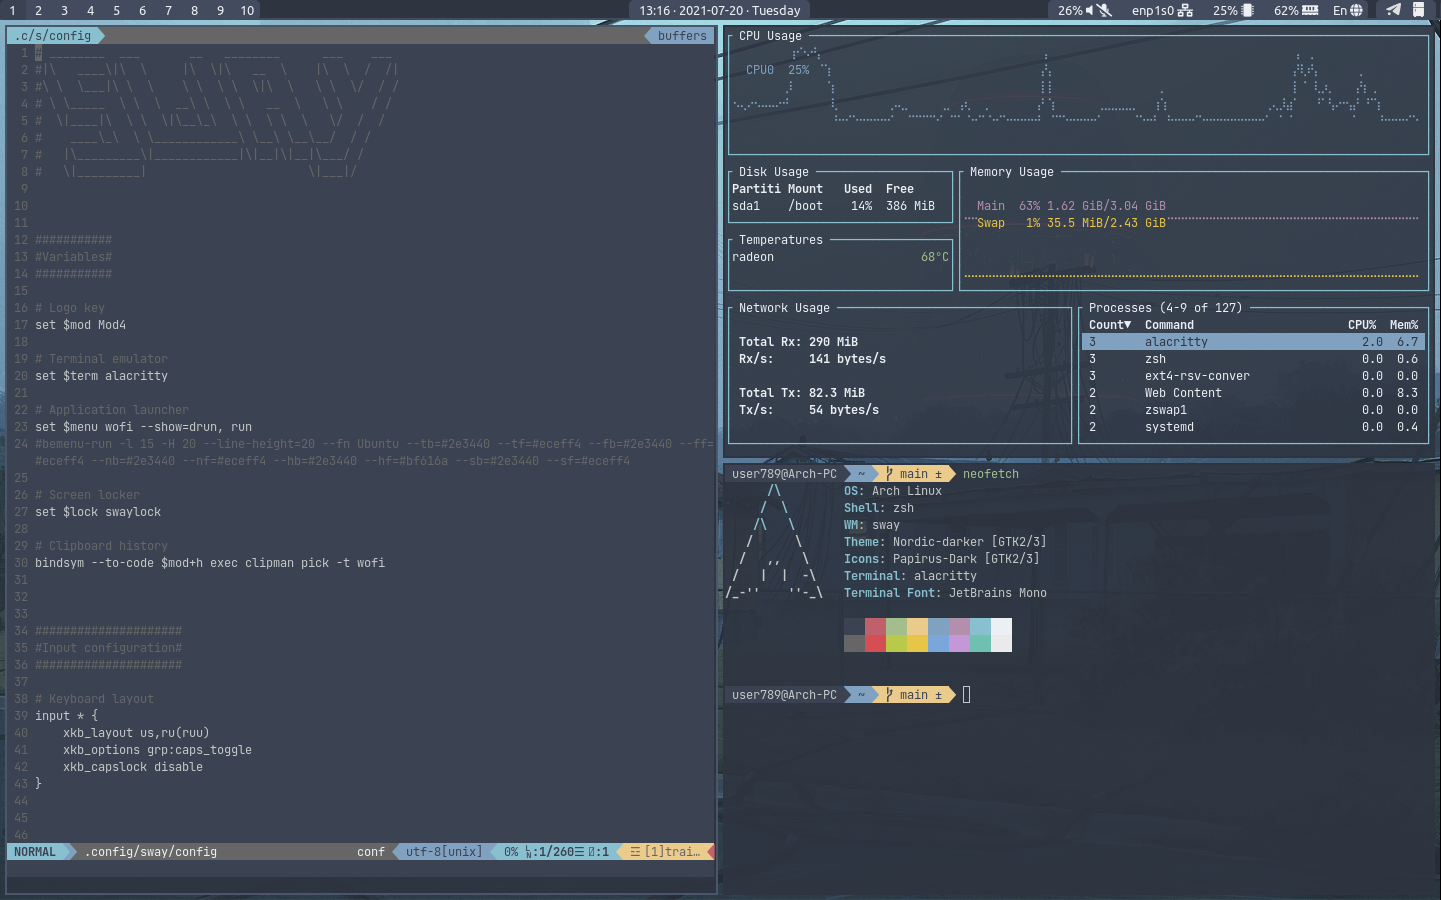 1 2 3 4 5 6 7 8 9 10
13:16 · 2021-07-20 · Tuesday
26% enp1s0 25% 62% En
.c/s/config buffers
1
2 #|\   ____\|\  \     |\  \|\   __  \    |\  \  /  /|
3 #\ \  \___|\ \  \    \ \  \ \  \|\  \   \ \  \/  / /
4 # \ \_____  \ \  \  __\ \  \ \   __  \   \ \    / /
5 #  \|____|\  \ \  \|\__\_\  \ \  \ \  \   \/   /  /
6 #    ____\_\  \ \____________\ \__\ \__\__/  / /
7 #   |\_________\|____________|\|__|\|__|\___/ /
8 #   \|_________|                       \|___|/
9
10
11
12 ###########
13 #Variables#
14 ###########
15
16 # Logo key
17 set $mod Mod4
18
19 # Terminal emulator
20 set $term alacritty
21
22 # Application launcher
23 set $menu wofi --show=drun, run
24 #bemenu-run -l 15 -H 20 --line-height=20 --fn Ubuntu --tb=#2e3440 --tf=#eceff4 --fb=#2e3440 --ff=
#eceff4 --nb=#2e3440 --nf=#eceff4 --hb=#2e3440 --hf=#bf616a --sb=#2e3440 --sf=#eceff4
25
26 # Screen locker
27 set $lock swaylock
28
29 # Clipboard history
30 bindsym --to-code $mod+h exec clipman pick -t wofi
31
32
33
34 #####################
35 #Input configuration#
36 #####################
37
38 # Keyboard layout
39 input * {
40 xkb_layout us,ru(ruu)
41 xkb_options grp:caps_toggle
42 xkb_capslock disable
43 }
44
45
46
NORMAL .config/sway/config conf utf-8[unix] 0% ㏑:1/260☰ :1 ☲ [1]trai…
CPU Usage
CPU0 25%
Disk Usage
Partiti Mount Used Free
sda1 /boot 14% 386 MiB
Temperatures
radeon 68°C
Memory Usage
Main 63% 1.62 GiB/3.04 GiB
Swap 1% 35.5 MiB/2.43 GiB
Network Usage
Total Rx: 290 MiB
Rx/s: 141 bytes/s
Total Tx: 82.3 MiB
Tx/s: 54 bytes/s
Processes (4-9 of 127)
Count▼ Command CPU% Mem%
3 alacritty 2.0 6.7
3 zsh 0.0 0.6
3 ext4-rsv-conver 0.0 0.0
2 Web Content 0.0 8.3
2 zswap1 0.0 0.0
2 systemd 0.0 0.4
user789@Arch-PC ~ main ± neofetch
OS: Arch Linux
Shell: zsh
WM: sway
Theme: Nordic-darker [GTK2/3]
Icons: Papirus-Dark [GTK2/3]
Terminal: alacritty
Terminal Font: JetBrains Mono
user789@Arch-PC ~ main ±